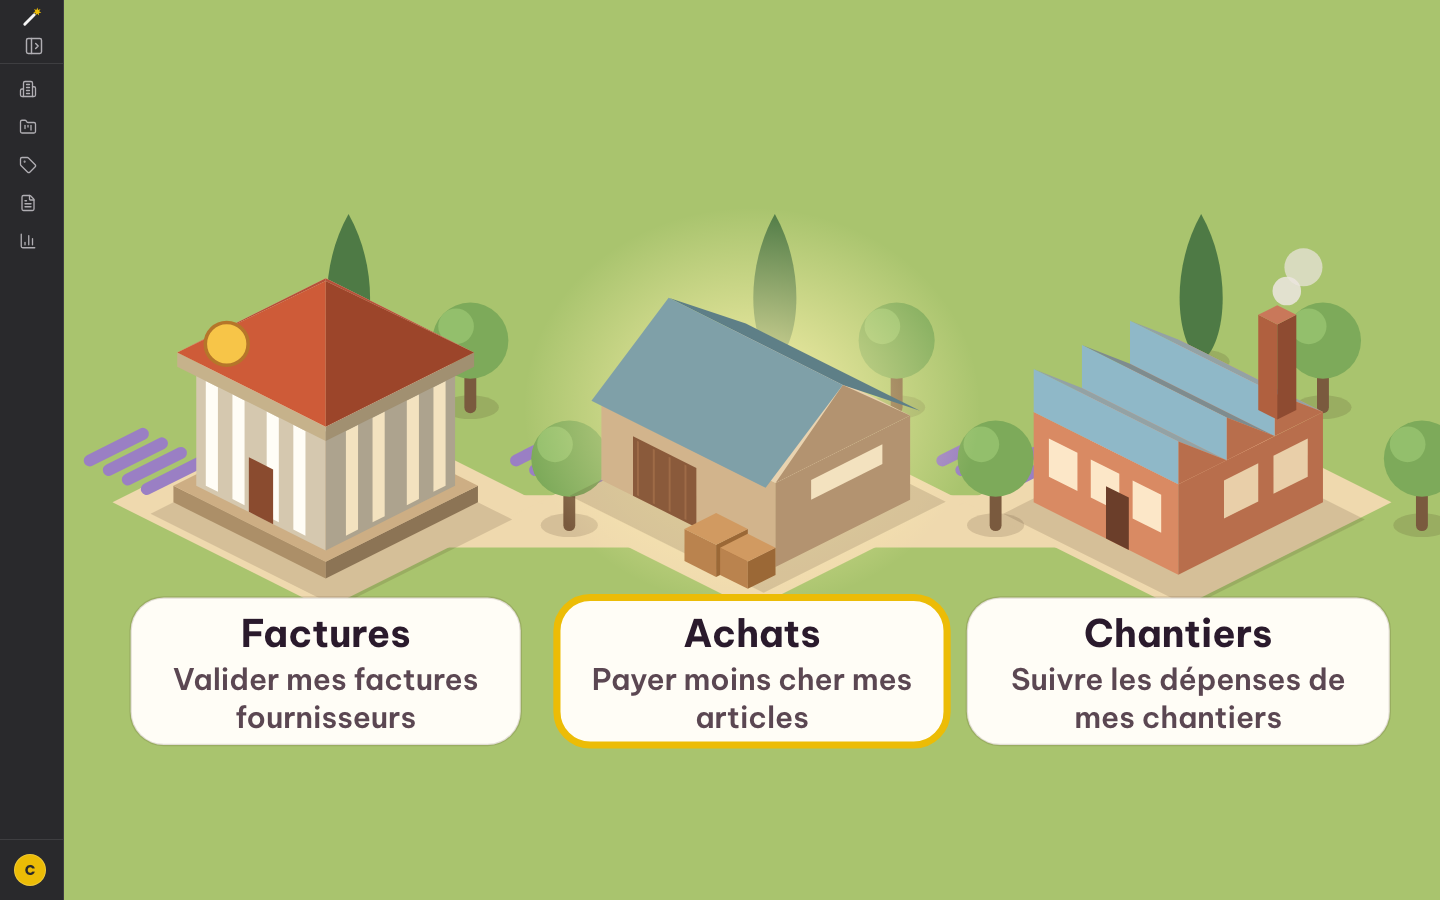 Factures
Valider mes factures
fournisseurs
Achats
Payer moins cher mes
articles
Chantiers
Suivre les dépenses de
mes chantiers
C